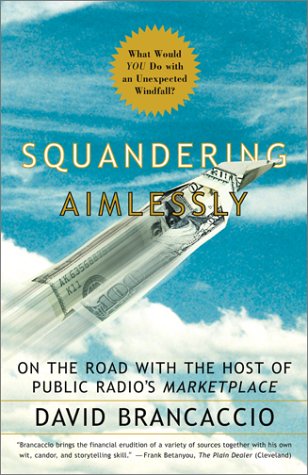 What Would
YOU Do with
an Unexpected
Windfall?
SQUANDERING
AIMLESSLY
ON THE ROAD WITH THE HOST OF
PUBLIC RADIO'S MARKETPLACE
DAVID BRANCACCIO
"Brancaccio brings the financial erudition of a variety of sources together with his own
wit, candor, and storytelling skill." — Frank Betanyou, The Plain Dealer (Cleveland)